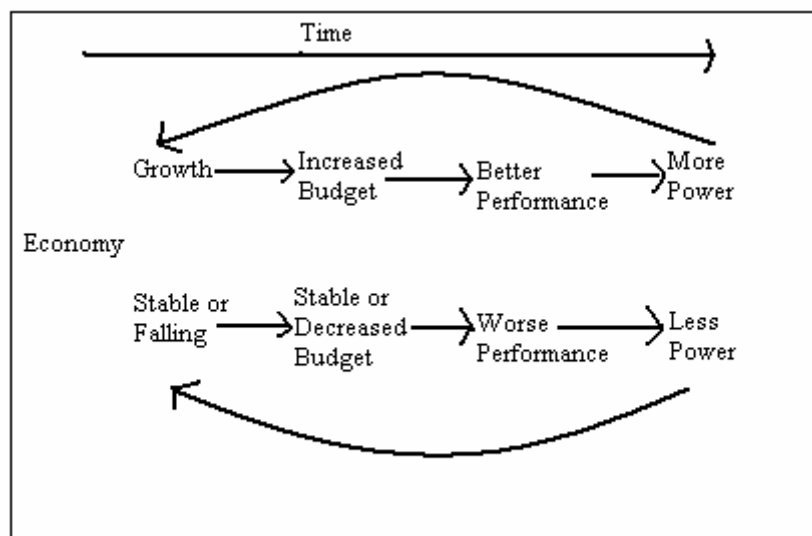 Time
Growth
Increased
Budget
Better
Performance
More
Power
Economy
Stable or
Falling
Stable or
Decreased
Budget
Worse
Performance
Less
Power